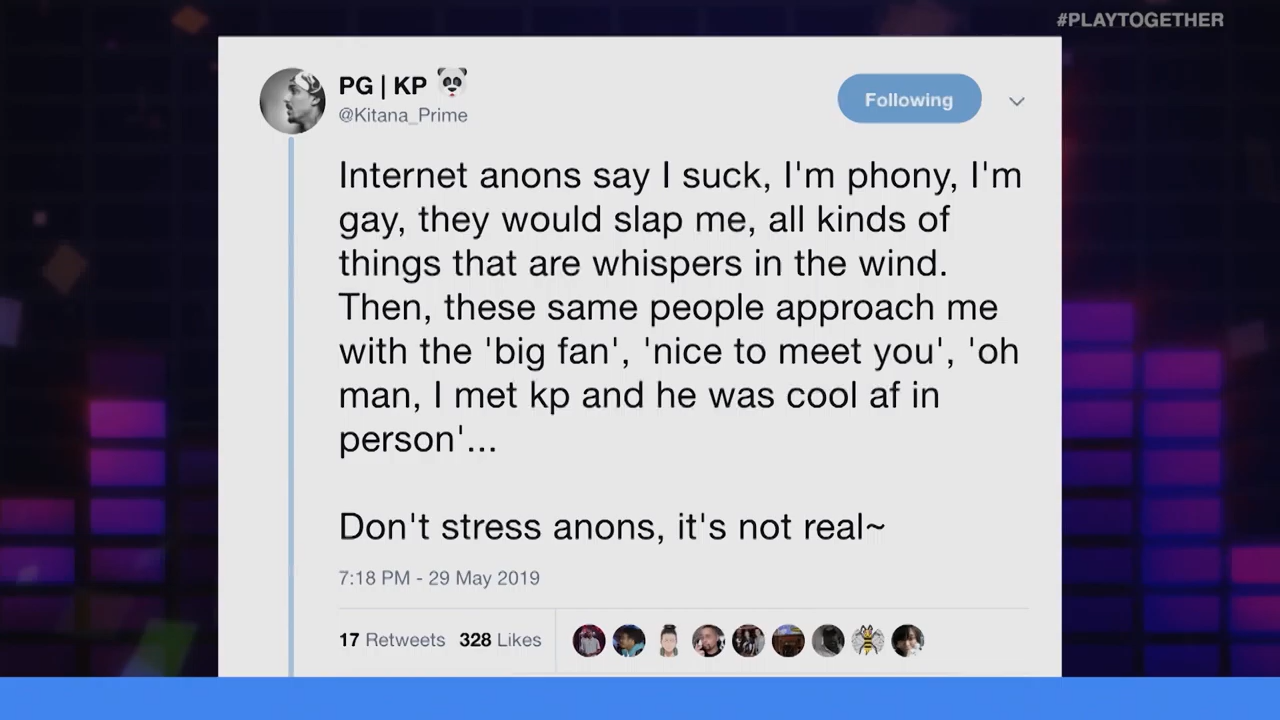 #PLAYTOGETHER
PG | KP
@Kitana_Prime
Following
Internet anons say I suck, I'm phony, I'm
gay, they would slap me, all kinds of
things that are whispers in the wind.
Then, these same people approach me
with the 'big fan', 'nice to meet you', 'oh
man, I met kp and he was cool af in
person'...
Don't stress anons, it's not real~
7:18 PM - 29 May 2019
17 Retweets 328 Likes